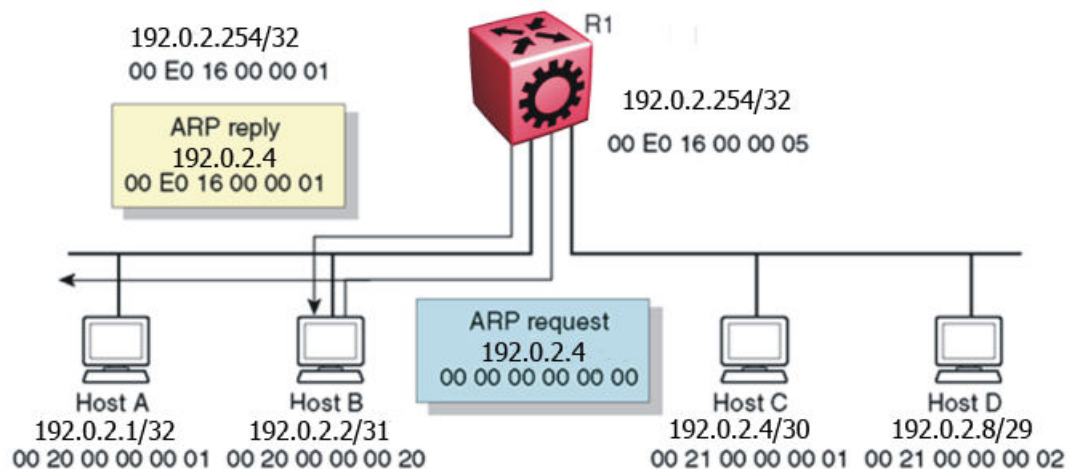 R1
192.0.2.254/32
00 E0 16 00 00 01
192.0.2.254/32
00 E0 16 00 00 05
ARP reply
192.0.2.4
00 E0 16 00 00 01
ARP request
192.0.2.4
00 00 00 00 00 00
Host A
192.0.2.1/32
00 20 00 00 00 01
Host B
192.0.2.2/31
00 20 00 00 00 20
Host C
192.0.2.4/30
00 21 00 00 00 01
Host D
192.0.2.8/29
00 21 00 00 00 02